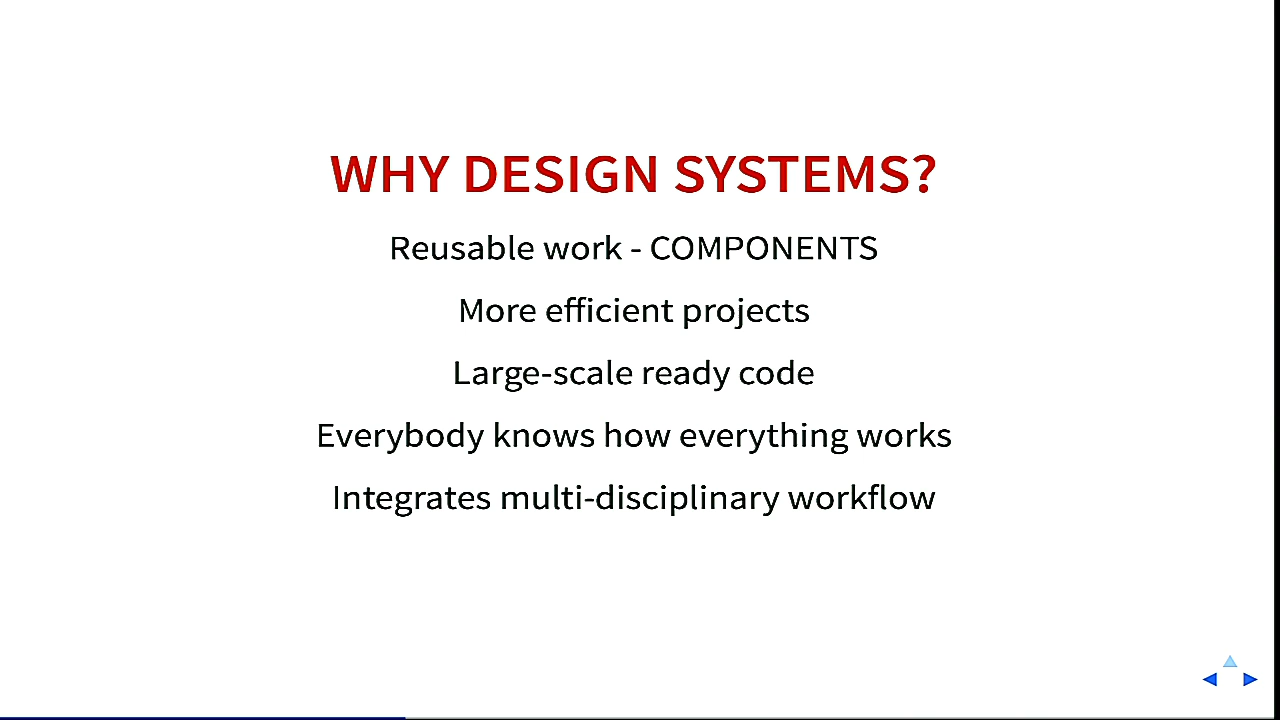 WHY DESIGN SYSTEMS?
Reusable work - COMPONENTS
More efficient projects
Large-scale ready code
Everybody knows how everything works
Integrates multi-disciplinary workflow